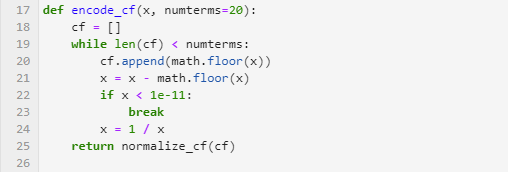 17 def encode_cf(x, numterms=20):
18     cf = []
19     while len(cf) < numterms:
20         cf.append(math.floor(x))
21         x = x - math.floor(x)
22         if x < 1e-11:
23             break
24         x = 1 / x
25     return normalize_cf(cf)
26